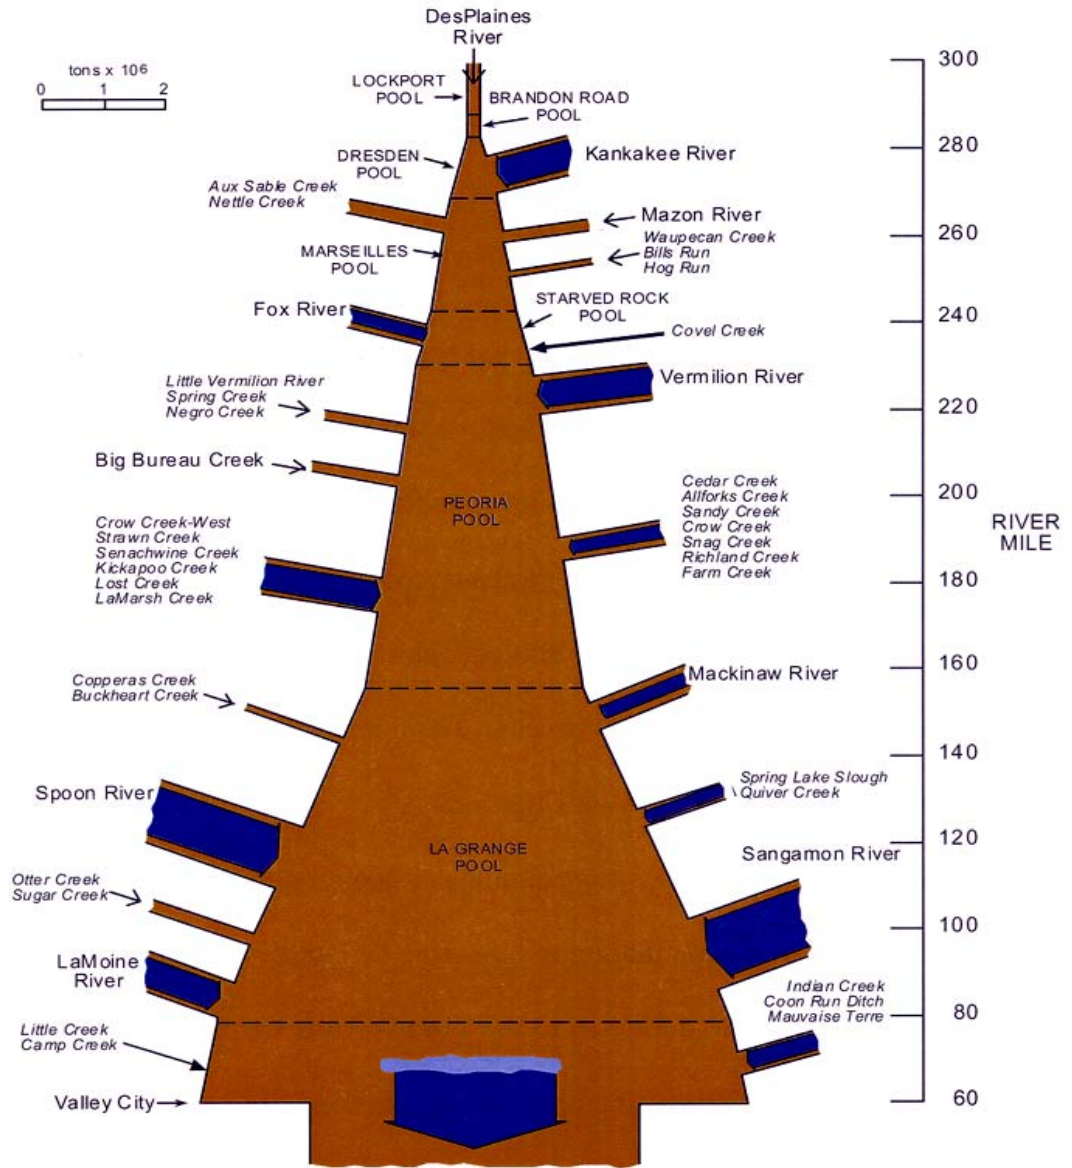 DesPlaines
River
tons x 106
0 1 2
LOCKPORT
POOL
BRANDON ROAD
POOL
DRESDEN
POOL
Kankakee River
Aux Sable Creek
Nettle Creek
Mazon River
Waupecan Creek
Bills Run
Hog Run
MARSEILLES
POOL
Fox River
STARVED ROCK
POOL
Covel Creek
Little Vermilion River
Spring Creek
Negro Creek
Vermilion River
Big Bureau Creek
PEORIA
POOL
Cedar Creek
Allforks Creek
Sandy Creek
Crow Creek
Snag Creek
Richland Creek
Farm Creek
Crow Creek-West
Strawn Creek
Senachwine Creek
Kickapoo Creek
Lost Creek
LaMarsh Creek
Mackinaw River
Copperas Creek
Buckheart Creek
Spring Lake Slough
Quiver Creek
Spoon River
LA GRANGE
POOL
Sangamon River
Otter Creek
Sugar Creek
LaMoine
River
Indian Creek
Coon Run Ditch
Mauvaise Terre
Little Creek
Camp Creek
Valley City
300
280
260
240
220
200
RIVER
MILE
180
160
140
120
100
80
60